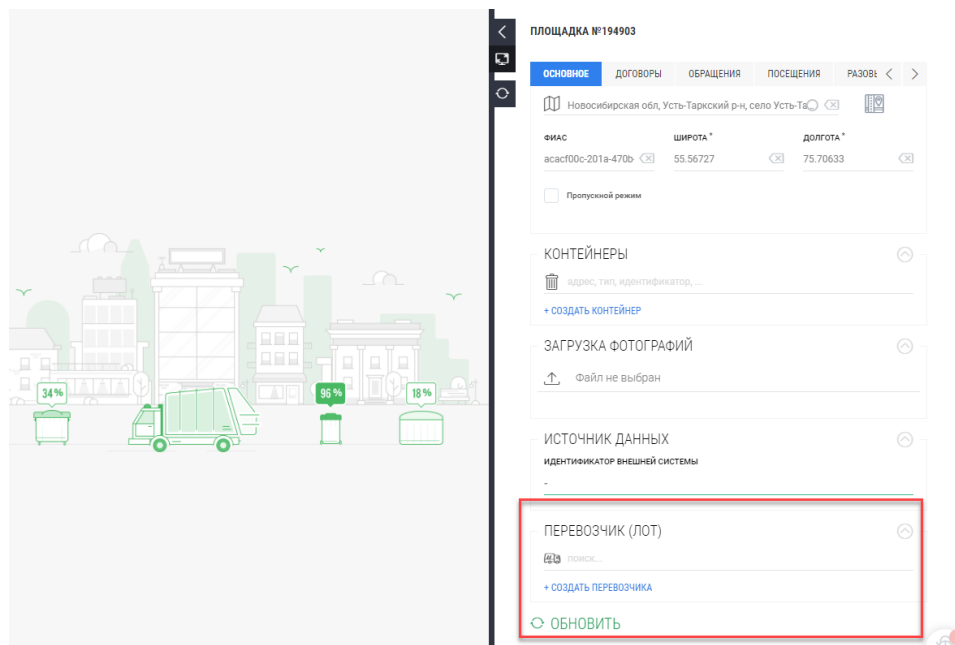 ПЛОЩАДКА №194903
ОСНОВНОЕ ДОГОВОРЫ ОБРАЩЕНИЯ ПОСЕЩЕНИЯ РАЗОВЬ
Новосибирская обл, Усть-Таркский р-н, село Усть-Та
ФИАС ШИРОТА * ДОЛГОТА *
acacf00c-201a-470b- 55.56727 75.70633
Пропускной режим
КОНТЕЙНЕРЫ
адрес, тип, идентификатор, ...
+ СОЗДАТЬ КОНТЕЙНЕР
ЗАГРУЗКА ФОТОГРАФИЙ
Файл не выбран
34 % 96 % 18 %
ИСТОЧНИК ДАННЫХ
ИДЕНТИФИКАТОР ВНЕШНЕЙ СИСТЕМЫ
-
ПЕРЕВОЗЧИК (ЛОТ)
поиск...
+ СОЗДАТЬ ПЕРЕВОЗЧИКА
ОБНОВИТЬ